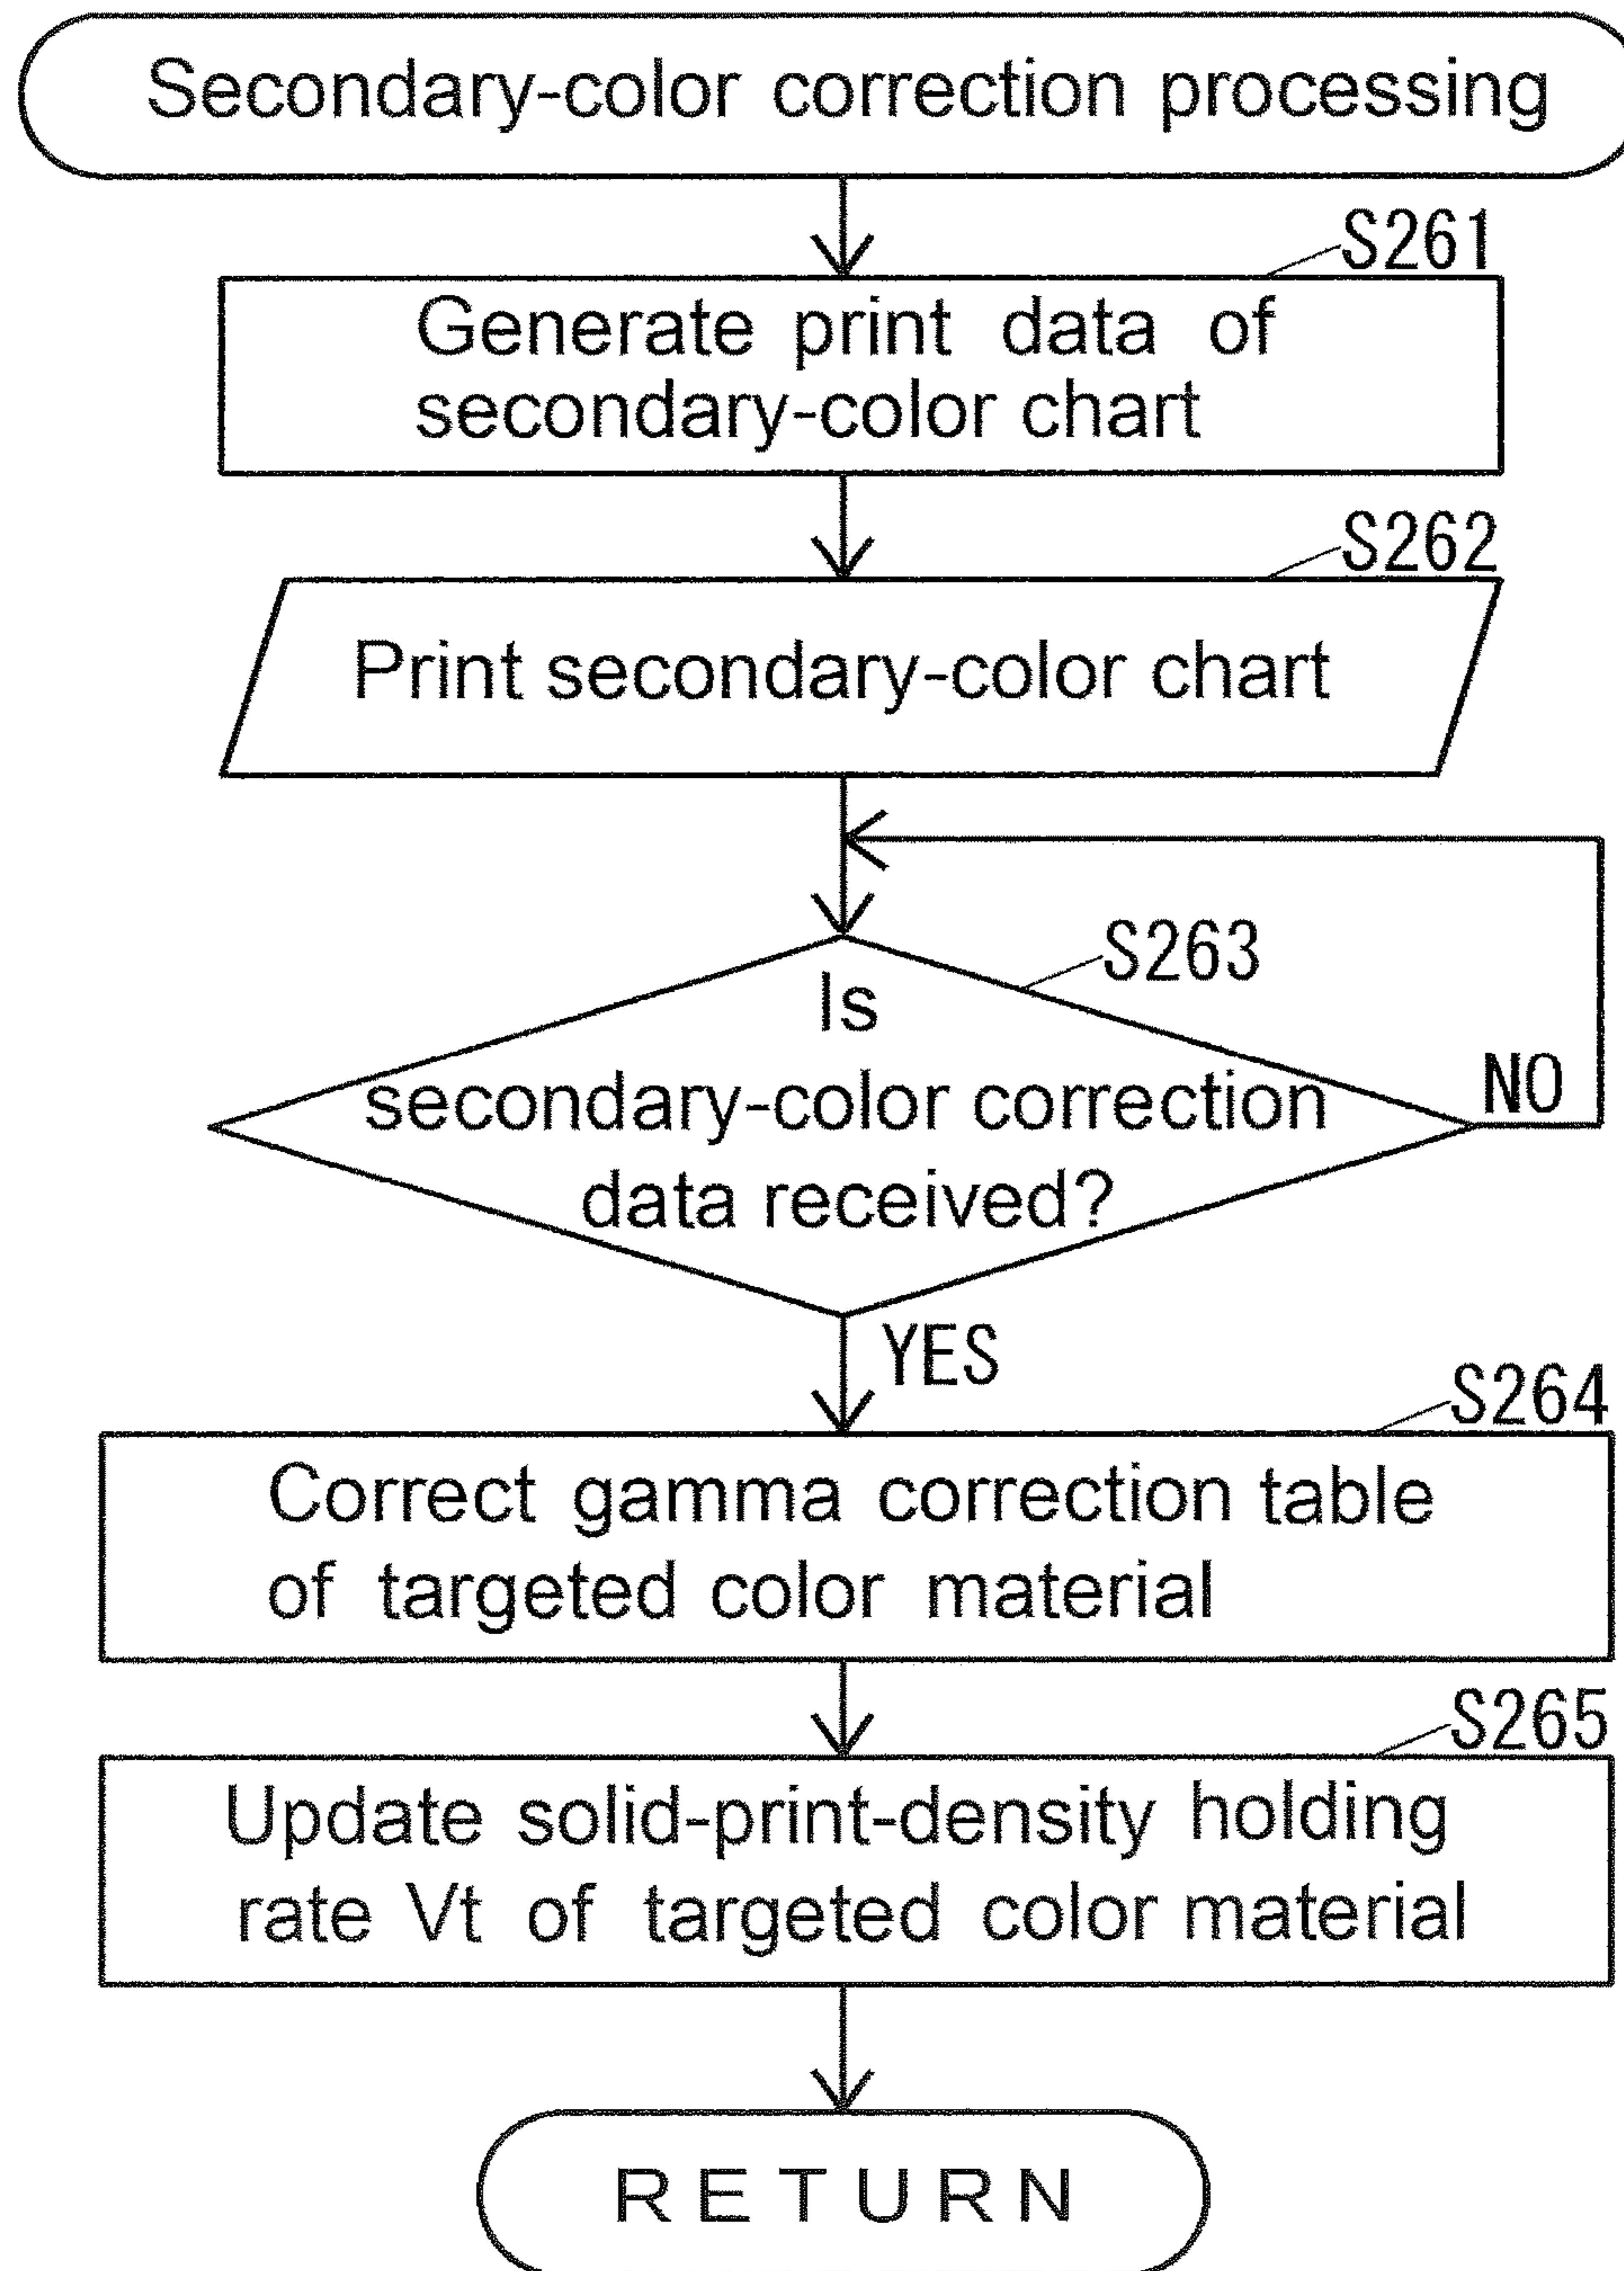 Secondary-color correction processing
S261
Generate print data of
secondary-color chart
S262
Print secondary-color chart
S263
Is
secondary-color correction
data received?
NO
YES
S264
Correct gamma correction table
of targeted color material
S265
Update solid-print-density holding
rate Vt of targeted color material
RETURN